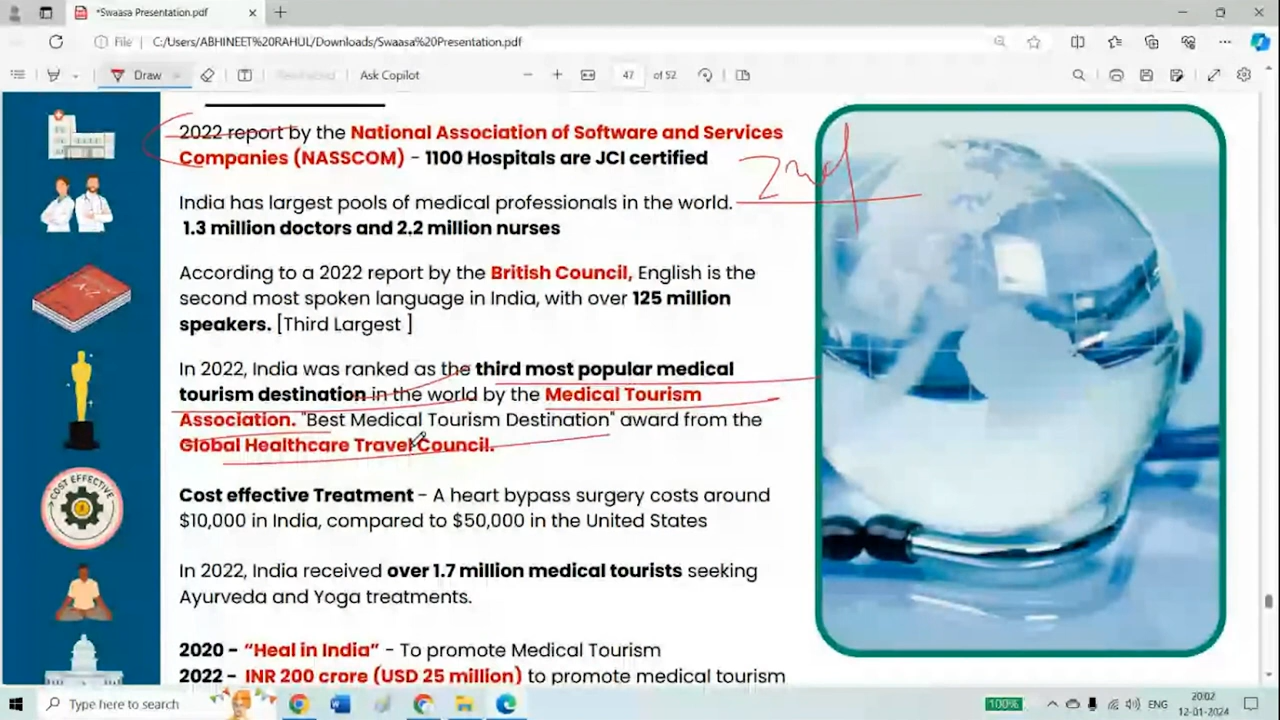 *Swaasa Presentation.pdf
File
C:/Users/ABHINEET%20RAHUL/Downloads/Swaasa%20Presentation.pdf
Draw
Ask Copilot
47 of 52
2022 report by the National Association of Software and Services
Companies (NASSCOM) - 1100 Hospitals are JCI certified
2nd
India has largest pools of medical professionals in the world.
1.3 million doctors and 2.2 million nurses
According to a 2022 report by the British Council, English is the
second most spoken language in India, with over 125 million
speakers. [Third Largest ]
A-Z
In 2022, India was ranked as the third most popular medical
tourism destination in the world by the Medical Tourism
Association. "Best Medical Tourism Destination" award from the
Global Healthcare Travel Council.
COST EFFECTIVE
Cost effective Treatment - A heart bypass surgery costs around
$10,000 in India, compared to $50,000 in the United States
In 2022, India received over 1.7 million medical tourists seeking
Ayurveda and Yoga treatments.
2020 - “Heal in India” - To promote Medical Tourism
2022 - INR 200 crore (USD 25 million) to promote medical tourism
Type here to search
100%
ENG
20:02
12-01-2024